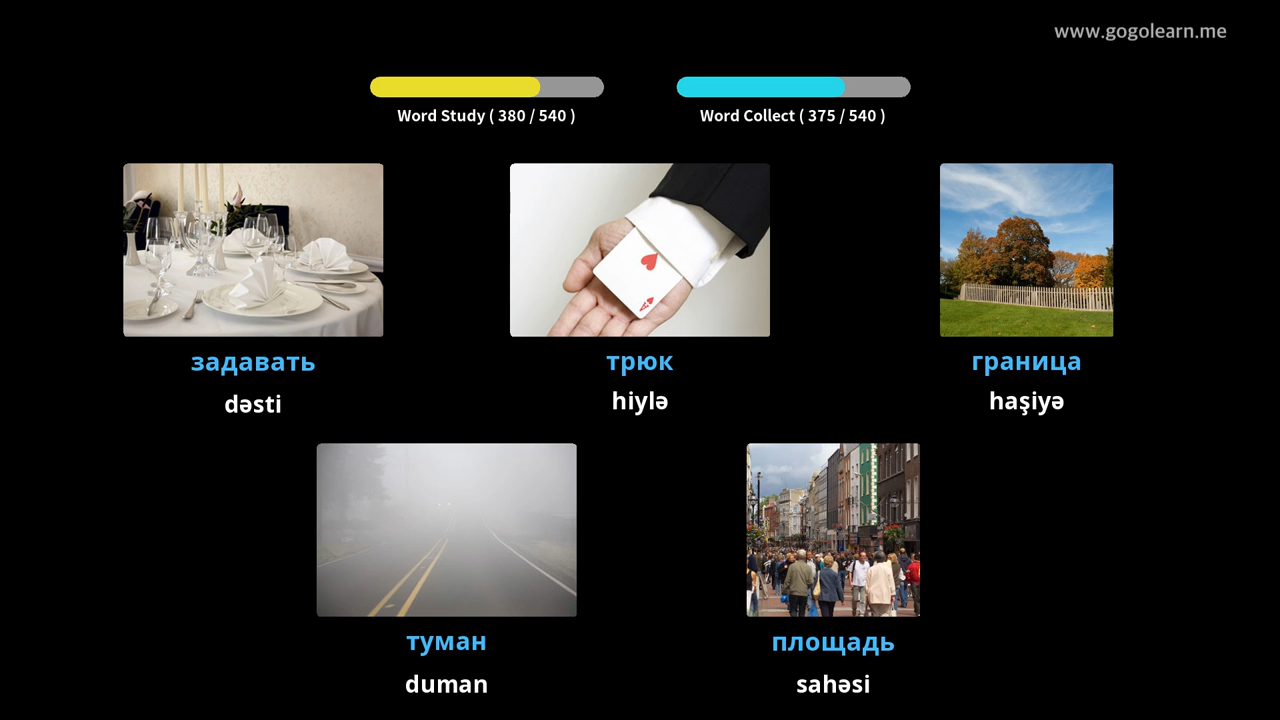 www.gogolearn.me
Word Study ( 380 / 540 )
Word Collect ( 375 / 540 )
задавать
dəsti
трюк
hiylə
граница
haşiyə
туман
duman
площадь
sahəsi